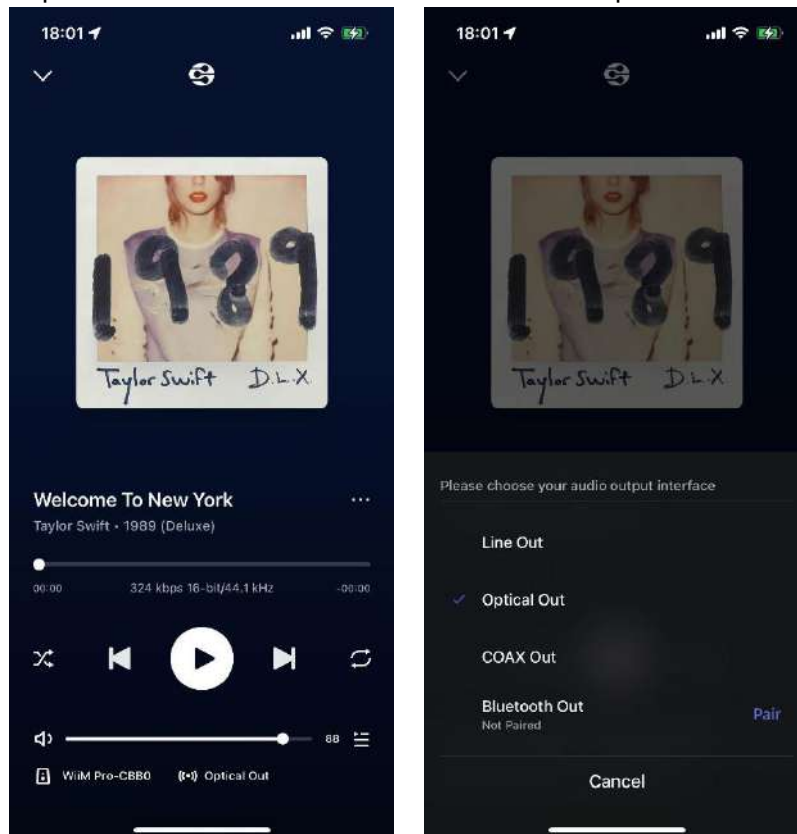 18:01
1989
Taylor Swift D.L.X.
Welcome To New York
Taylor Swift • 1989 (Deluxe)
00:00 324 kbps 16-bit/44.1 kHz -00:00
88
WiiM Pro-CBB0 Optical Out
18:01
1989
Taylor Swift D.L.X
Please choose your audio output interface
Line Out
Optical Out
COAX Out
Bluetooth Out
Not Paired
Pair
Cancel